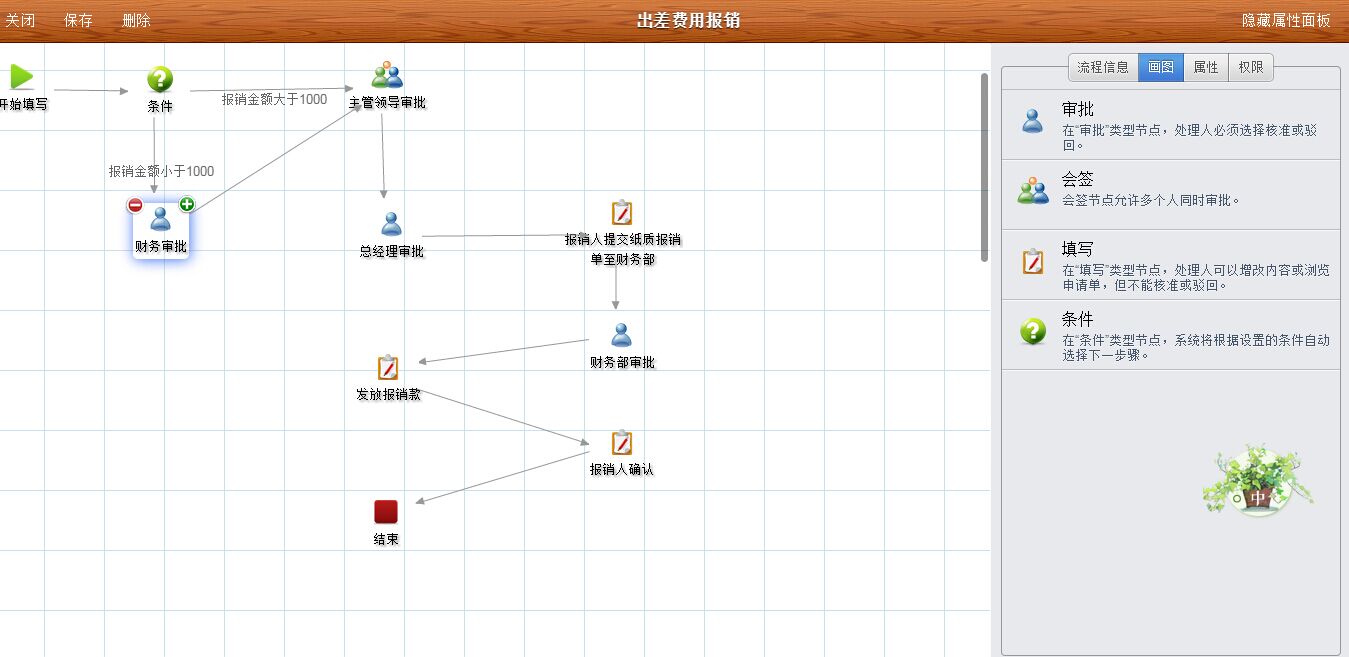 关闭 保存 删除 出差费用报销 隐藏属性面板
开始填写
条件
报销金额大于1000
主管领导审批
报销金额小于1000
财务审批
总经理审批
报销人提交纸质报销
单至财务部
财务部审批
发放报销款
报销人确认
结束
流程信息 画图 属性 权限
审批
在“审批”类型节点，处理人必须选择核准或驳
回。
会签
会签节点允许多个人同时审批。
填写
在“填写”类型节点，处理人可以增改内容或浏览
申请单，但不能核准或驳回。
条件
在“条件”类型节点，系统将根据设置的条件自动
选择下一步骤。
中